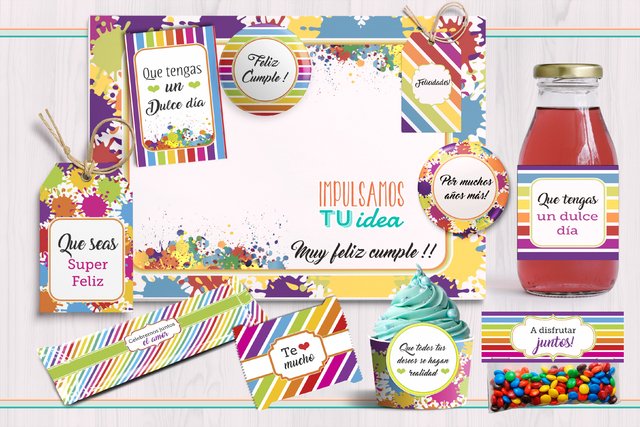 Que tengas
un
Dulce día
Feliz
Cumple !
¡Felicidades!
Por muchos
años más!
Que tengas
un dulce
día
Que seas
Super
Feliz
IMPULSAMOS
TU idea
Muy feliz cumple !!
Celebremos juntos
el amor
Te
mucho
Que todos tus
deseos se hagan
realidad
A disfrutar
juntos!